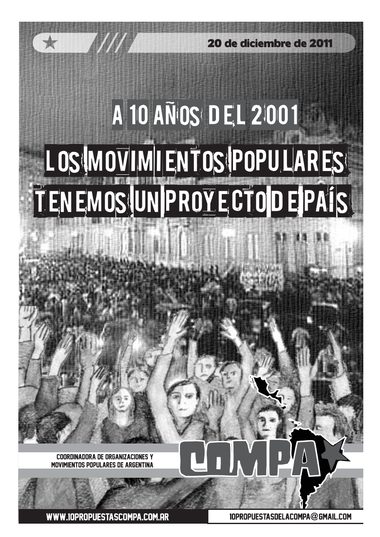 20 de diciembre de 2011
A 10 AÑOS DEL 2001
LOS MOVIMIENTOS POPULARES
TENEMOS UN PROYECTO DE PAÍS
COORDINADORA DE ORGANIZACIONES Y
MOVIMIENTOS POPULARES DE ARGENTINA
COMPA
WWW.10PROPUESTASCOMPA.COM.AR
10PROPUESTASDELACOMPA@GMAIL.COM